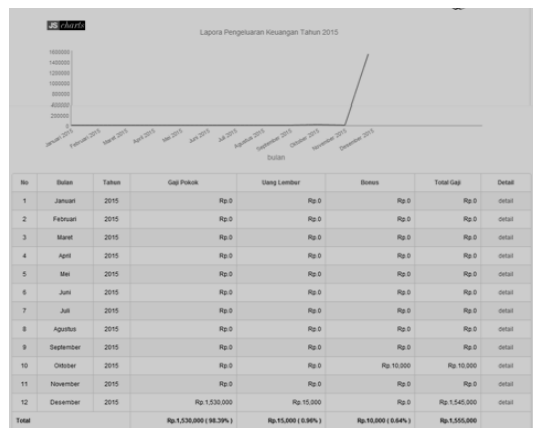 JS charts
Lapora Pengeluaran Keuangan Tahun 2015
1600000
1400000
1200000
1000000
800000
600000
400000
200000
0
Januari 2015 Februari 2015 Maret 2015 April 2015 Mei 2015 Juni 2015 Juli 2015 Agustus 2015 September 2015 Oktober 2015 November 2015 Desember 2015
bulan
No Bulan Tahun Gaji Pokok Uang Lembur Bonus Total Gaji Detail
1 Januari 2015 Rp.0 Rp.0 Rp.0 Rp.0 detail
2 Februari 2015 Rp.0 Rp.0 Rp.0 Rp.0 detail
3 Maret 2015 Rp.0 Rp.0 Rp.0 Rp.0 detail
4 April 2015 Rp.0 Rp.0 Rp.0 Rp.0 detail
5 Mei 2015 Rp.0 Rp.0 Rp.0 Rp.0 detail
6 Juni 2015 Rp.0 Rp.0 Rp.0 Rp.0 detail
7 Juli 2015 Rp.0 Rp.0 Rp.0 Rp.0 detail
8 Agustus 2015 Rp.0 Rp.0 Rp.0 Rp.0 detail
9 September 2015 Rp.0 Rp.0 Rp.0 Rp.0 detail
10 Oktober 2015 Rp.0 Rp.0 Rp.10,000 Rp.10,000 detail
11 November 2015 Rp.0 Rp.0 Rp.0 Rp.0 detail
12 Desember 2015 Rp.1,530,000 Rp.15,000 Rp.0 Rp.1,545,000 detail
Total Rp.1,530,000 ( 98.39% ) Rp.15,000 ( 0.96% ) Rp.10,000 ( 0.64% ) Rp.1,555,000